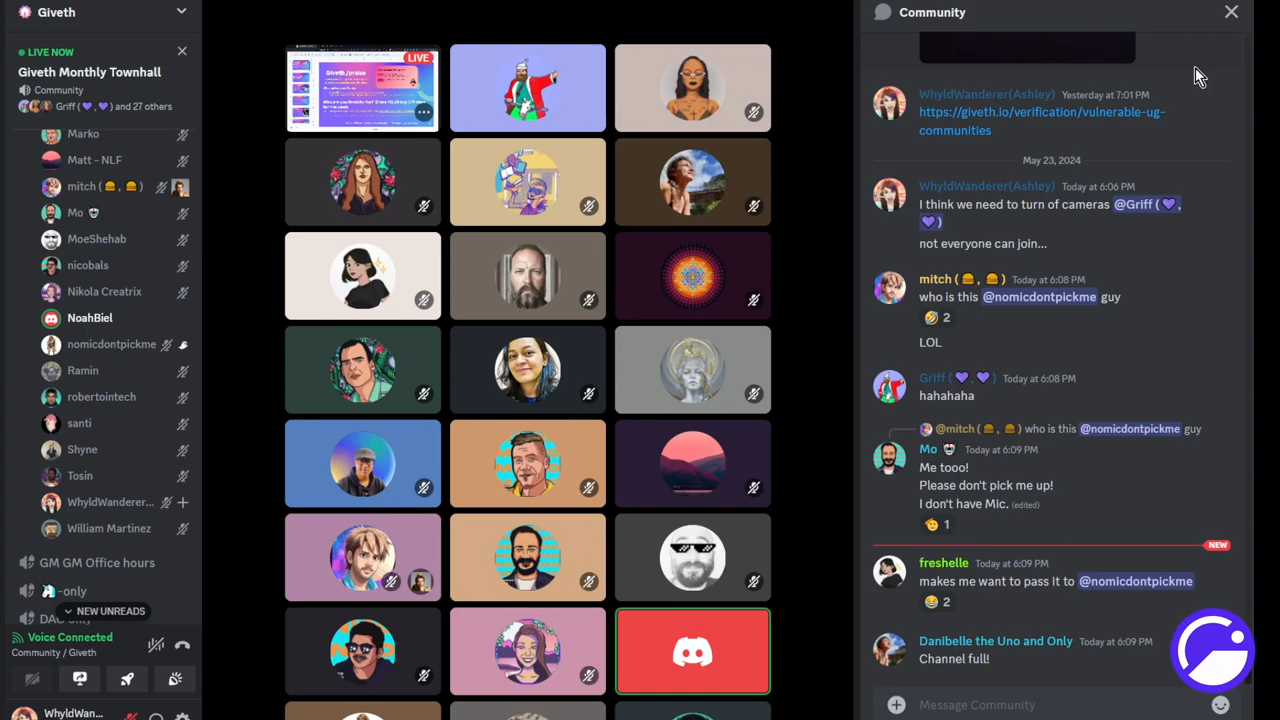 Giveth
LIVE NOW
Giveth Monthly Townhall
Community
Griff (💜,💜) and 27 others
Marko
Matt - NLF
mitch (🍔, 🍔)
Mo
MoeShehab
nicobals
Nikola Creatrix
NoahBiel
nomicdontpickme
Ramin
robertointech
santi
Shyne
Tosin
WhyldWanderer...
William Martinez
GM GM Office hours
🦄-only
NEW UNREADS
Voice Connected
Community / Giveth
WhyldWan...
LIVE
Giveth /praise
Community
WhyldWanderer(Ashley) Yesterday at 7:01 PM
https://giveth.io/verification/vulnerable-ug-
communities
May 23, 2024
WhyldWanderer(Ashley) Today at 6:06 PM
I think we need to turn of cameras @Griff (💜,
💜)
not everyone can join...
mitch (🍔, 🍔) Today at 6:08 PM
who is this @nomicdontpickme guy
🤣 2
LOL
Griff (💜,💜) Today at 6:08 PM
hahahaha
@mitch (🍔, 🍔) who is this @nomicdontpickme guy
Mo Today at 6:09 PM
Me tooo!
Please don't pick me up!
I don't have Mic. (edited)
🫡 1
NEW
freshelle Today at 6:09 PM
makes me want to pass it to @nomicdontpickme
😂 2
Danibelle the Uno and Only Today at 6:09 PM
Channel full!
Message Community